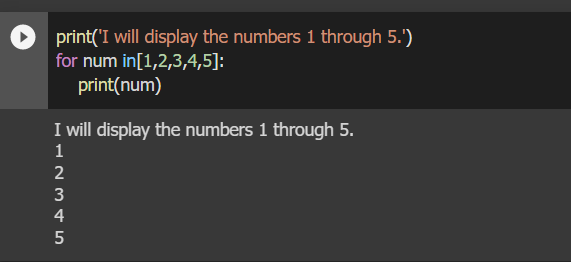 print('I will display the numbers 1 through 5.')
for num in[1,2,3,4,5]:
    print(num)
I will display the numbers 1 through 5.
1
2
3
4
5